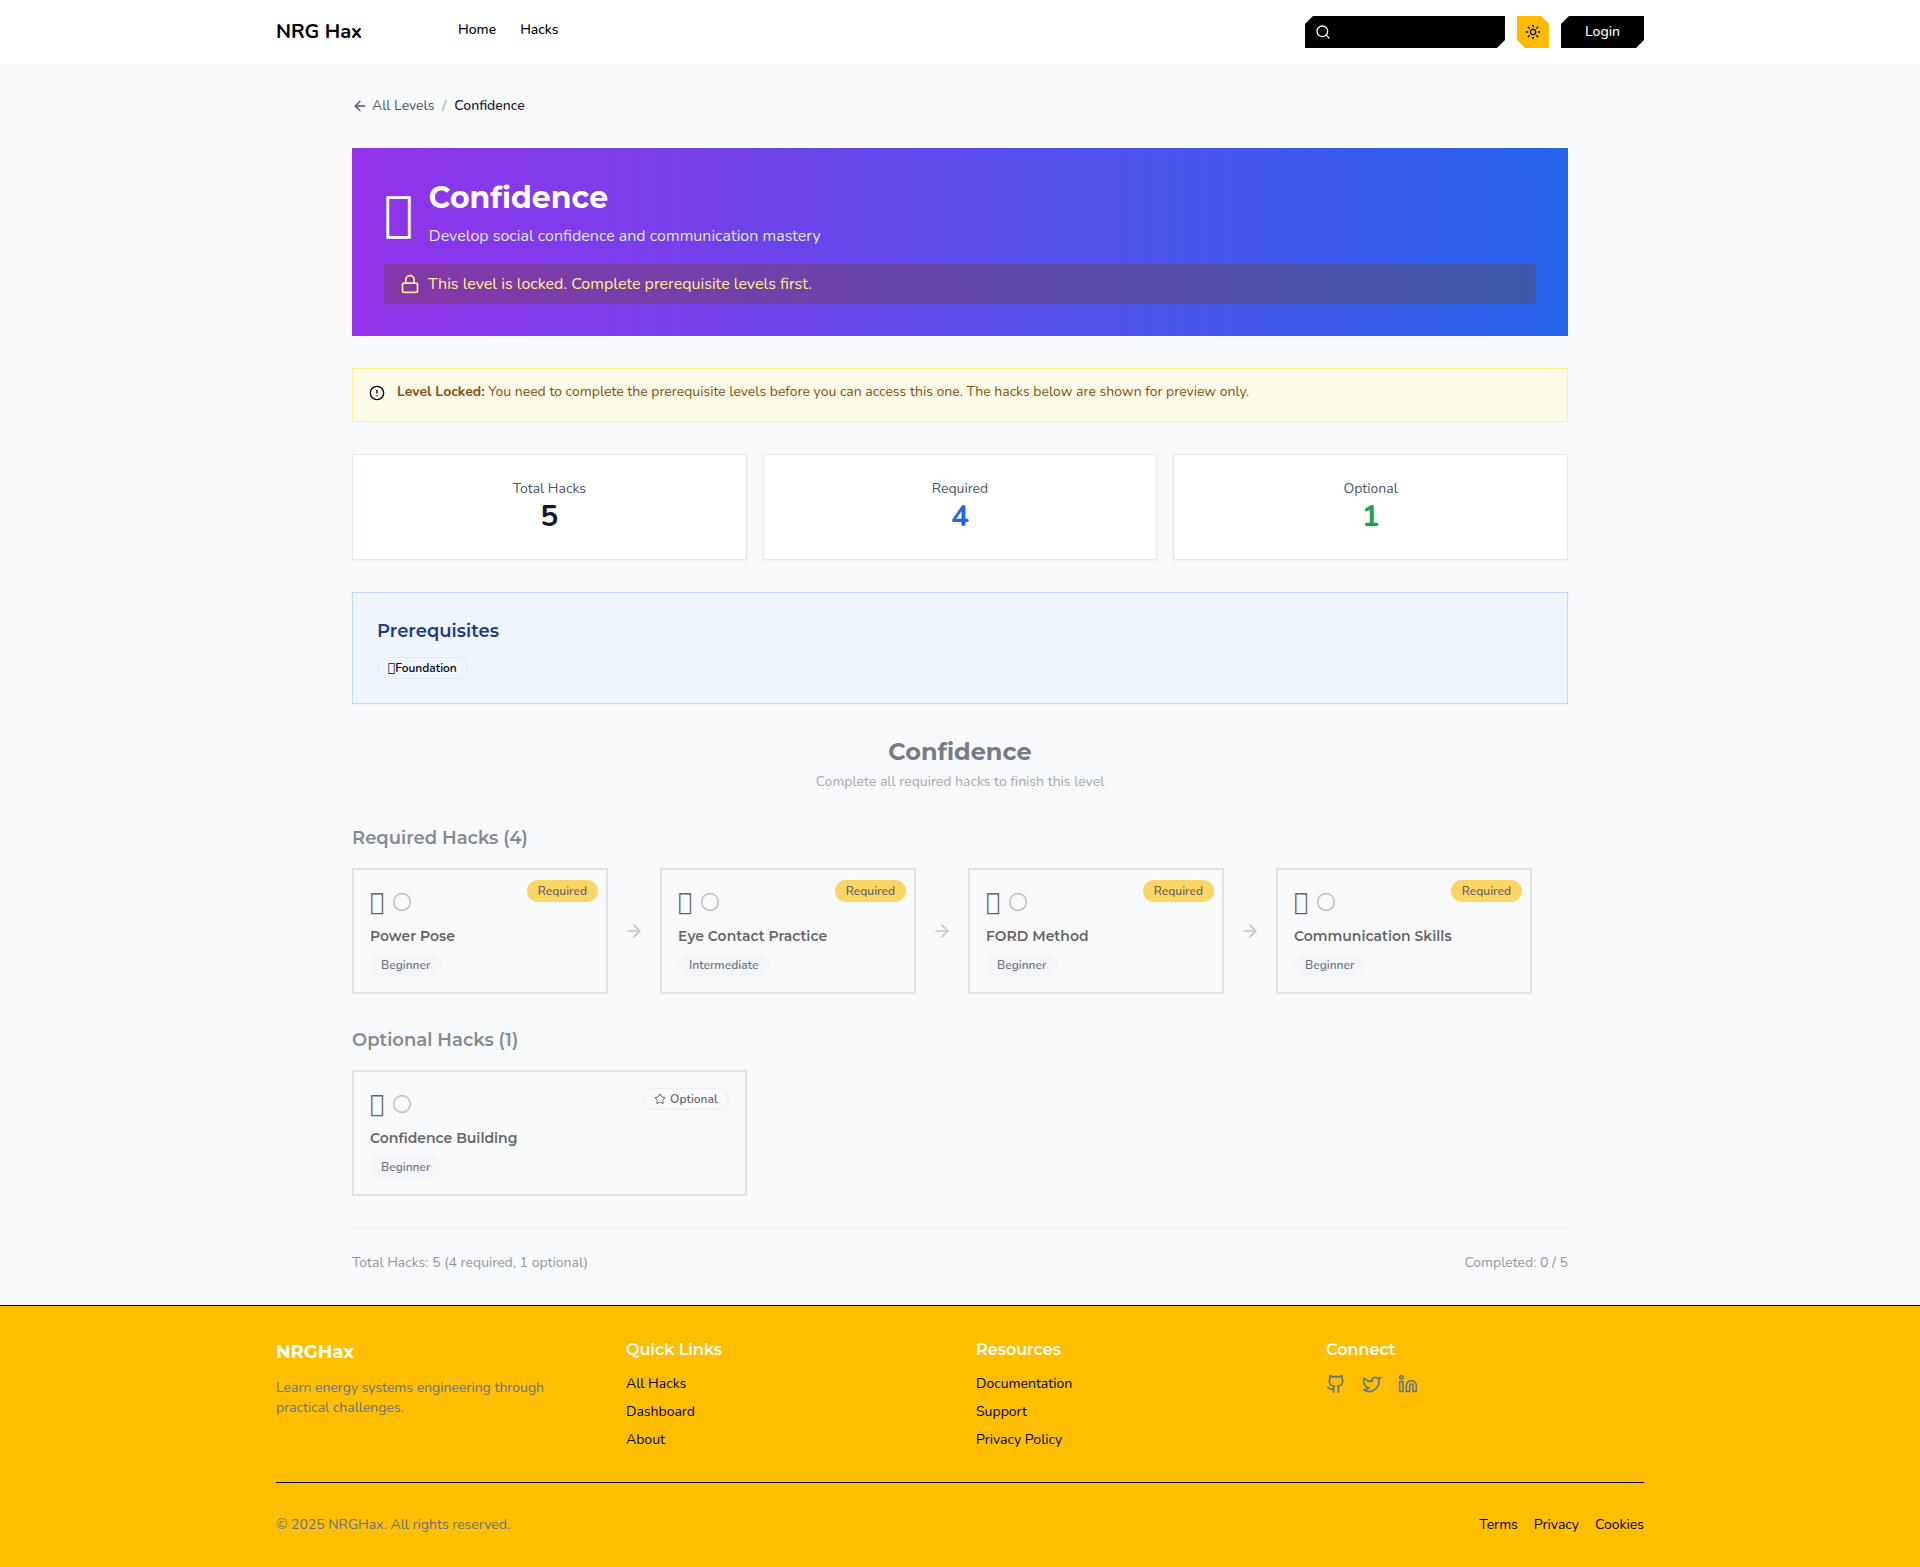 NRG Hax
Home
Hacks
Login
All Levels / Confidence
Confidence
Develop social confidence and communication mastery
This level is locked. Complete prerequisite levels first.
Level Locked: You need to complete the prerequisite levels before you can access this one. The hacks below are shown for preview only.
Total Hacks
5
Required
4
Optional
1
Prerequisites
Foundation
Confidence
Complete all required hacks to finish this level
Required Hacks (4)
Required
Power Pose
Beginner
Required
Eye Contact Practice
Intermediate
Required
FORD Method
Beginner
Required
Communication Skills
Beginner
Optional Hacks (1)
Optional
Confidence Building
Beginner
Total Hacks: 5 (4 required, 1 optional)
Completed: 0 / 5
NRGHax
Learn energy systems engineering through
practical challenges.
Quick Links
All Hacks
Dashboard
About
Resources
Documentation
Support
Privacy Policy
Connect
© 2025 NRGHax. All rights reserved.
Terms
Privacy
Cookies